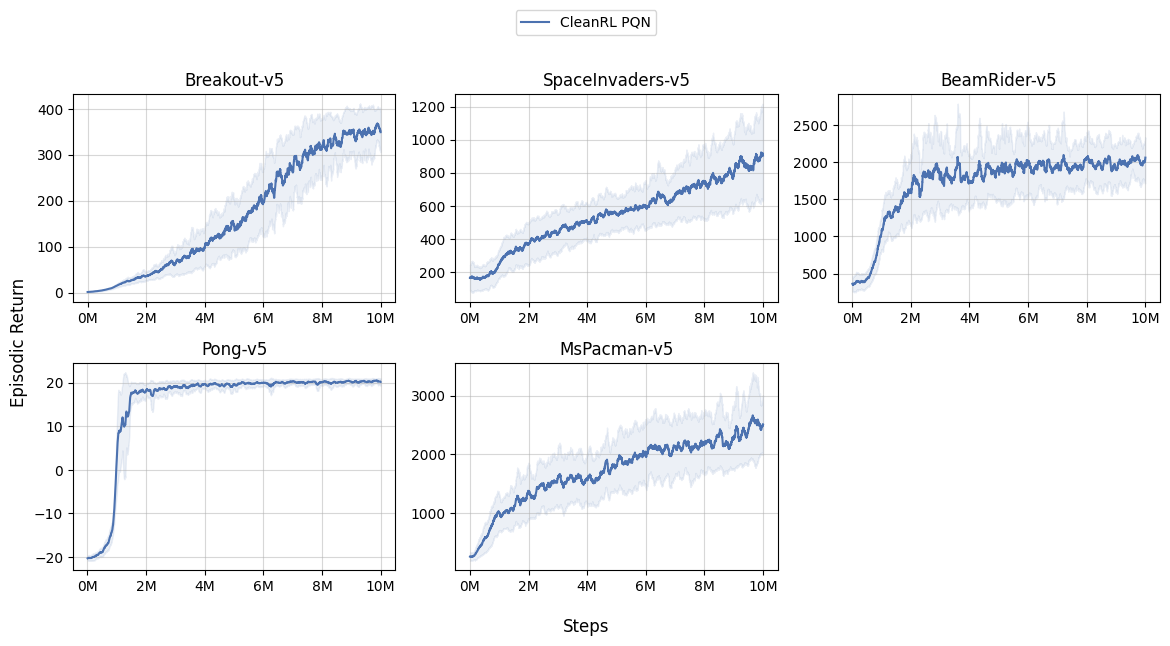 CleanRL PQN
Breakout-v5
400
300
200
100
0
0M 2M 4M 6M 8M 10M
SpaceInvaders-v5
1200
1000
800
600
400
200
0M 2M 4M 6M 8M 10M
BeamRider-v5
2500
2000
1500
1000
500
0M 2M 4M 6M 8M 10M
Episodic Return
Pong-v5
20
10
0
−10
−20
0M 2M 4M 6M 8M 10M
MsPacman-v5
3000
2000
1000
0M 2M 4M 6M 8M 10M
Steps